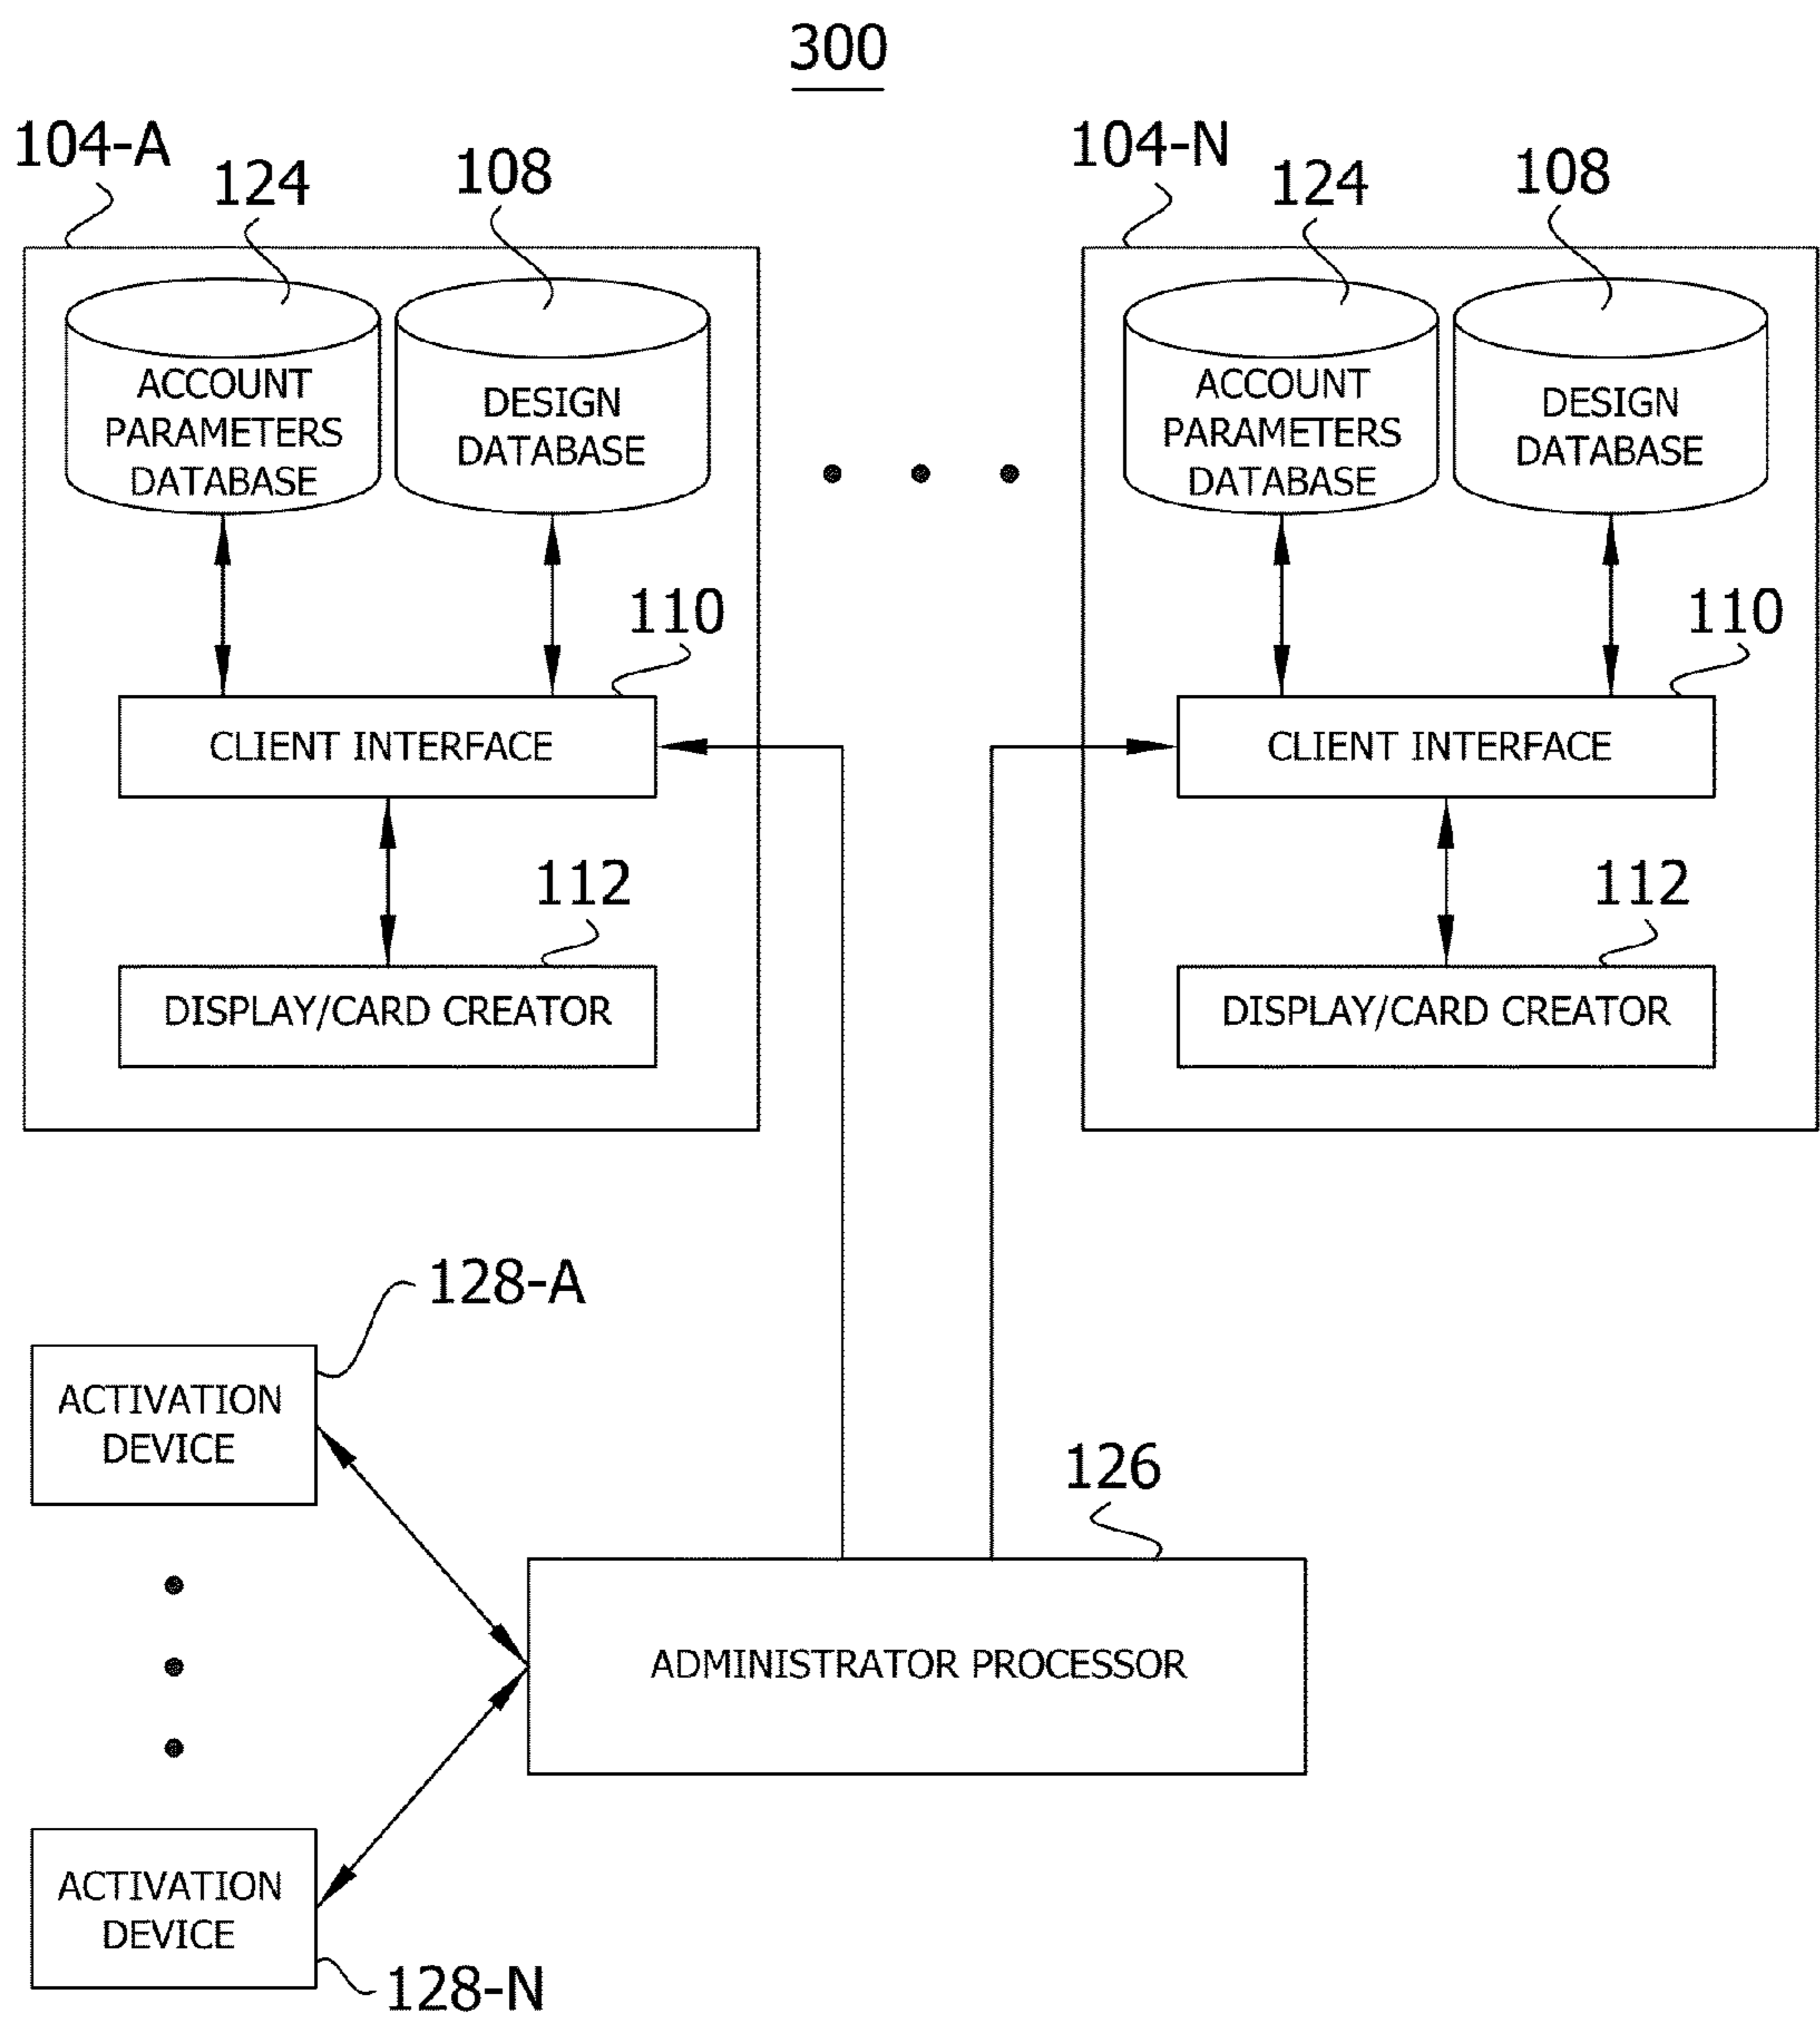 300
104-A
124
108
104-N
124
108
ACCOUNT
PARAMETERS
DATABASE
DESIGN
DATABASE
ACCOUNT
PARAMETERS
DATABASE
DESIGN
DATABASE
110
110
CLIENT INTERFACE
CLIENT INTERFACE
112
112
DISPLAY/CARD CREATOR
DISPLAY/CARD CREATOR
128-A
ACTIVATION
DEVICE
126
ADMINISTRATOR PROCESSOR
ACTIVATION
DEVICE
128-N